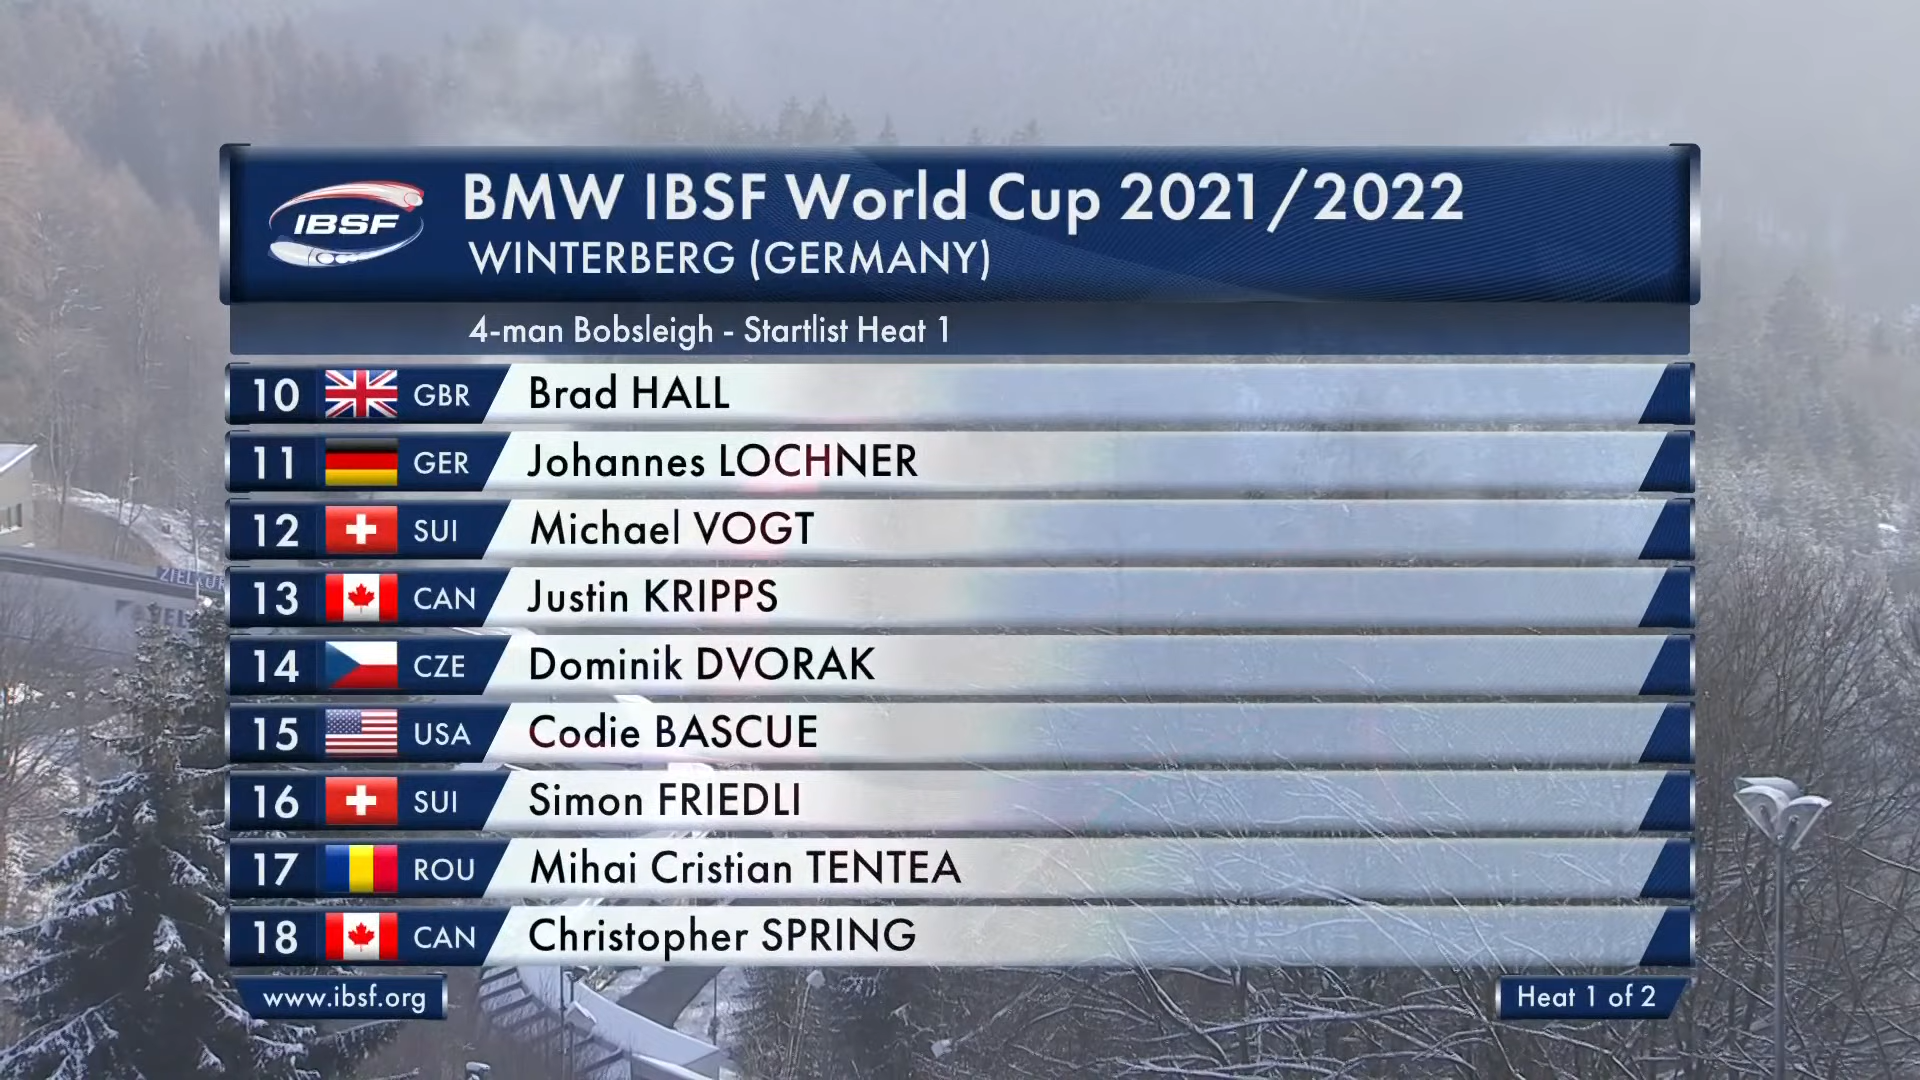 IBSF
BMW IBSF World Cup 2021/2022
WINTERBERG (GERMANY)
4-man Bobsleigh - Startlist Heat 1
10 GBR Brad HALL
11 GER Johannes LOCHNER
12 SUI Michael VOGT
13 CAN Justin KRIPPS
14 CZE Dominik DVORAK
15 USA Codie BASCUE
16 SUI Simon FRIEDLI
17 ROU Mihai Cristian TENTEA
18 CAN Christopher SPRING
www.ibsf.org
Heat 1 of 2